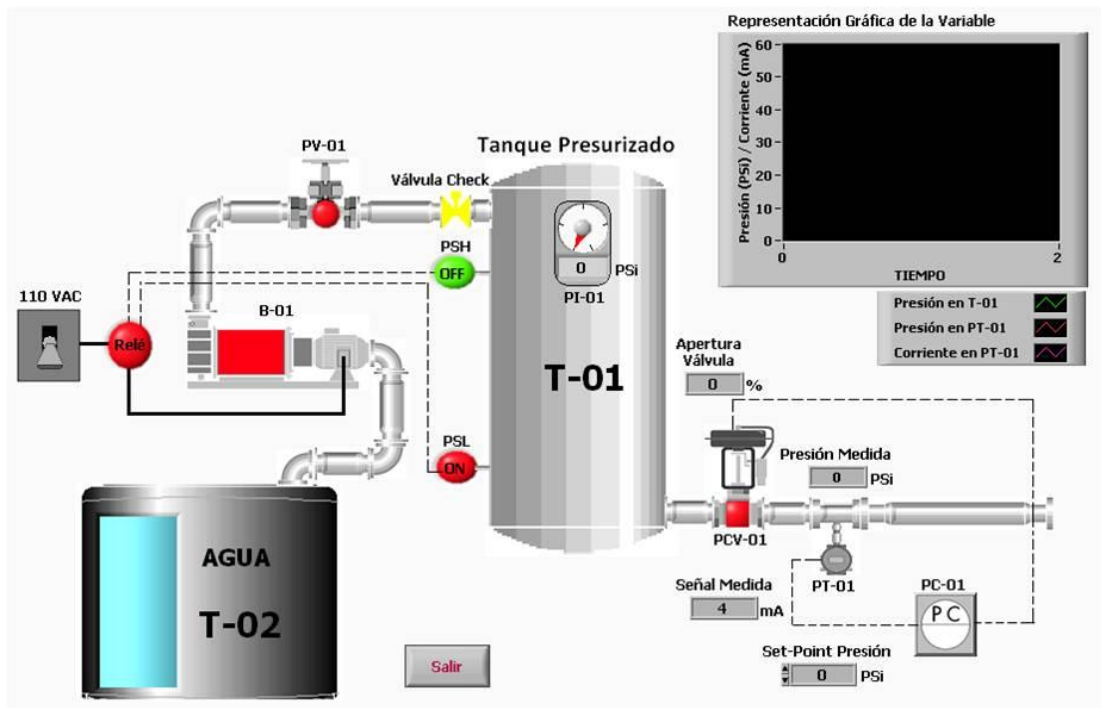 Representación Gráfica de la Variable
Presión (PSi) / Corriente (mA)
60
50
40
30
20
10
0
0
2
TIEMPO
Presión en T-01
Presión en PT-01
Corriente en PT-01
PV-01
Válvula Check
Tanque Presurizado
PSH
OFF
0 PSi
PI-01
110 VAC
Relé
B-01
T-01
Apertura
Válvula
0 %
PSL
ON
Presión Medida
0 PSi
PCV-01
AGUA
T-02
PT-01
Señal Medida
4 mA
PC-01
PC
Set-Point Presión
0 PSi
Salir